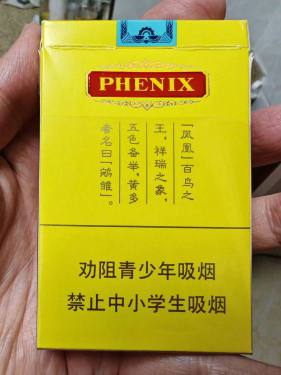 PHENIX
「凤凰」百鸟之
王，祥瑞之象，
五色备举，黄多
者名曰「鹓雏」。
劝阻青少年吸烟
禁止中小学生吸烟